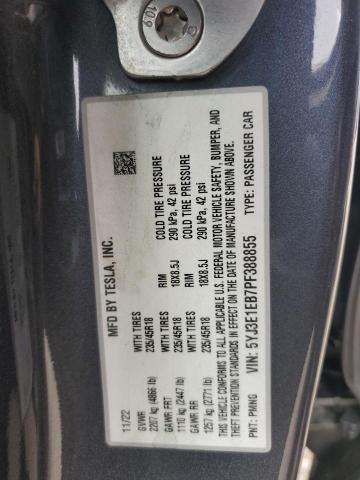 10.9
MFD BY TESLA, INC.
11/22
GVWR WITH TIRES RIM COLD TIRE PRESSURE
2207 kg (4866 lb) 235/45R18 18X8.5J 290 kPa, 42 psi
GAWR FRT WITH TIRES RIM COLD TIRE PRESSURE
1110 kg (2447 lb) 235/45R18 18X8.5J 290 kPa, 42 psi
GAWR RR
1257 kg (2771 lb)
THIS VEHICLE CONFORMS TO ALL APPLICABLE U.S. FEDERAL MOTOR VEHICLE SAFETY, BUMPER, AND
THEFT PREVENTION STANDARDS IN EFFECT ON THE DATE OF MANUFACTURE SHOWN ABOVE.
VIN: 5YJ3E1EB7PF388855
PNT: PMNG TYPE: PASSENGER CAR